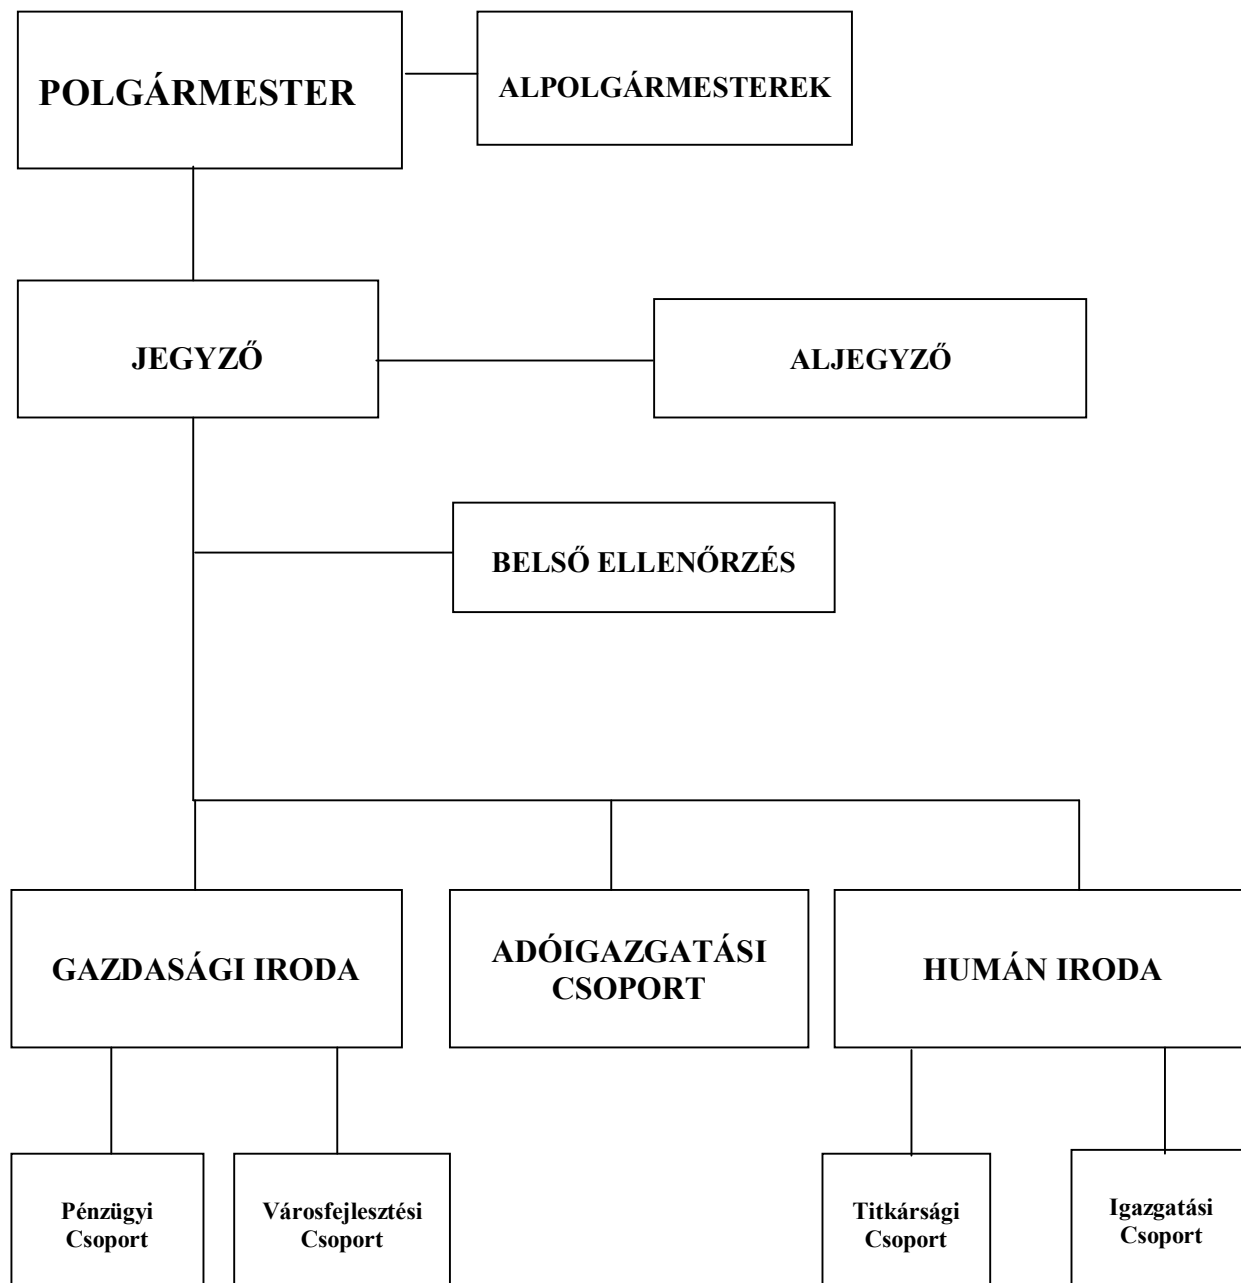 POLGÁRMESTER
ALPOLGÁRMESTEREK
JEGYZŐ
ALJEGYZŐ
BELSŐ ELLENŐRZÉS
GAZDASÁGI IRODA
ADÓIGAZGATÁSI
CSOPORT
HUMÁN IRODA
Pénzügyi
Csoport
Városfejlesztési
Csoport
Titkársági
Csoport
Igazgatási
Csoport